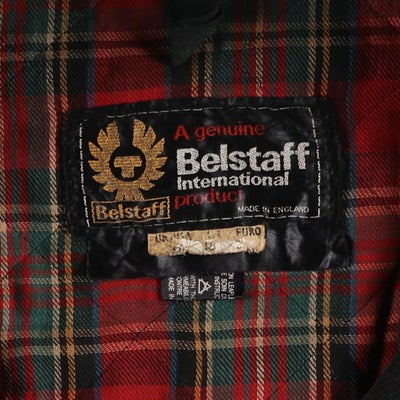 A genuine
Belstaff
International
product
MADE IN ENGLAND
Belstaff
EURO